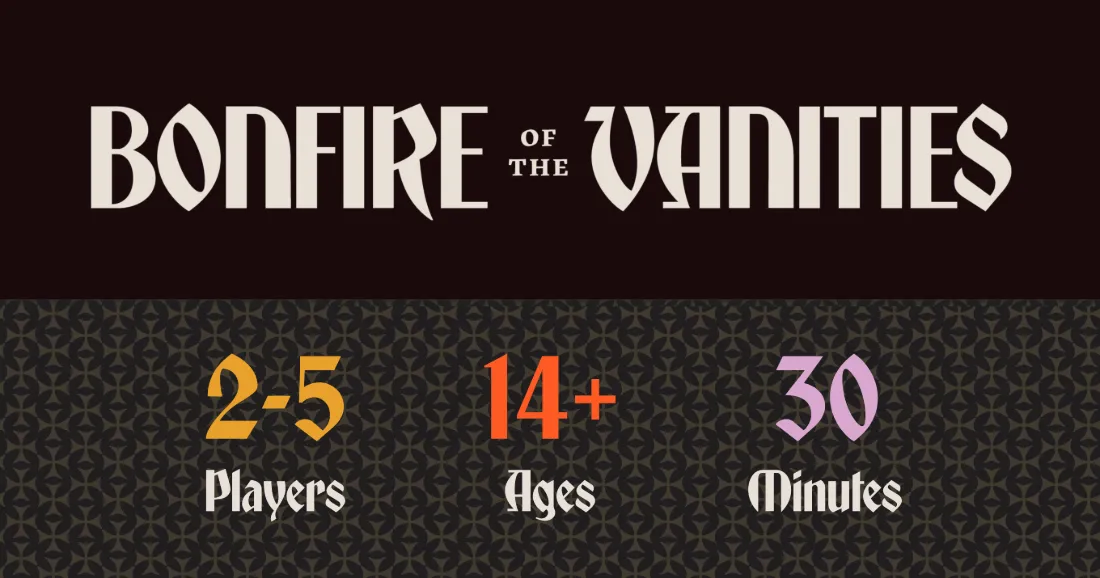 BONFIRE OF THE VANITIES
2-5
Players
14+
Ages
30
Minutes